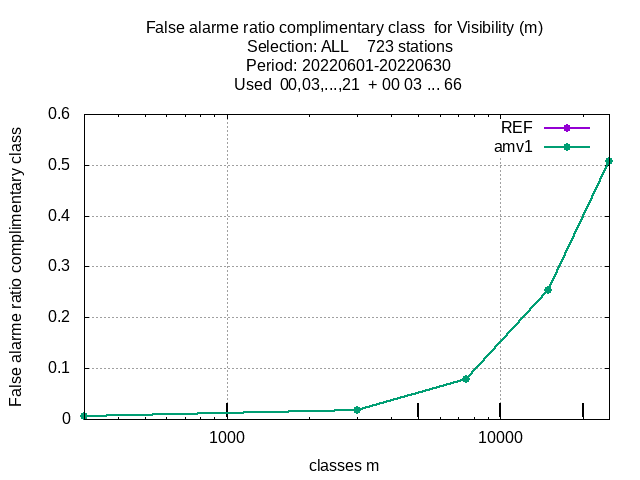 False alarme ratio complimentary class  for Visibility (m)
Selection: ALL    723 stations
Period: 20220601-20220630
Used  00,03,...,21  + 00 03 ... 66
False alarme ratio complimentary class
0.6
0.5
0.4
0.3
0.2
0.1
0
REF
amv1
1000
10000
classes m